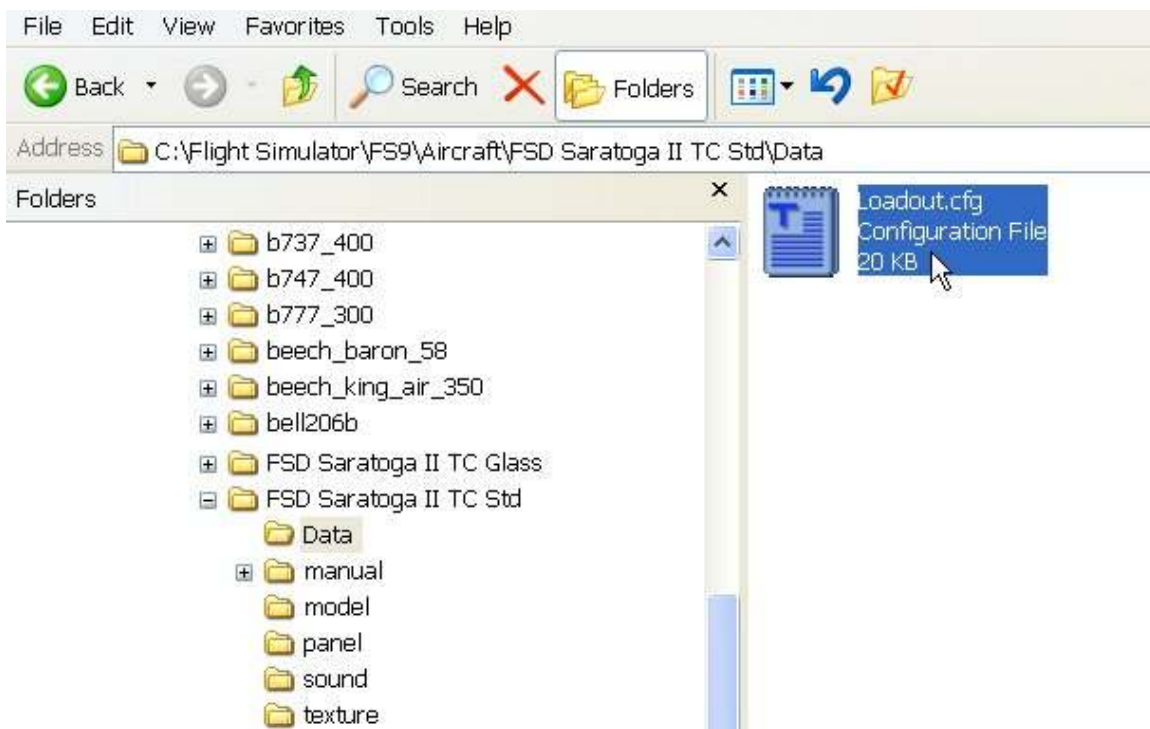 File Edit View Favorites Tools Help
Back Search Folders
Address C:\Flight Simulator\FS9\Aircraft\FSD Saratoga II TC Std\Data
Folders
Loadout.cfg
Configuration File
20 KB
b737_400
b747_400
b777_300
beech_baron_58
beech_king_air_350
bell206b
FSD Saratoga II TC Glass
FSD Saratoga II TC Std
Data
manual
model
panel
sound
texture